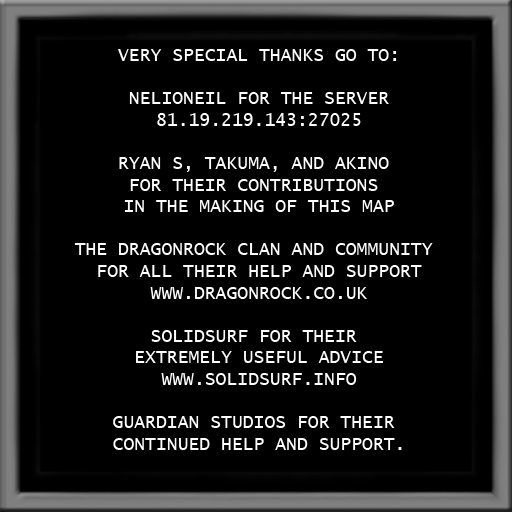 VERY SPECIAL THANKS GO TO:
NELIONEIL FOR THE SERVER
81.19.219.143:27025
RYAN S, TAKUMA, AND AKINO
FOR THEIR CONTRIBUTIONS
IN THE MAKING OF THIS MAP
THE DRAGONROCK CLAN AND COMMUNITY
FOR ALL THEIR HELP AND SUPPORT
WWW.DRAGONROCK.CO.UK
SOLIDSURF FOR THEIR
EXTREMELY USEFUL ADVICE
WWW.SOLIDSURF.INFO
GUARDIAN STUDIOS FOR THEIR
CONTINUED HELP AND SUPPORT.